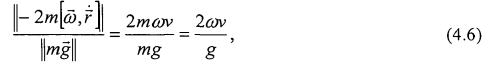 ‖−2m[ω⃗, ṙ⃗]‖ / ‖mg⃗‖ = 2mωv / mg = 2ωv / g , (4.6)